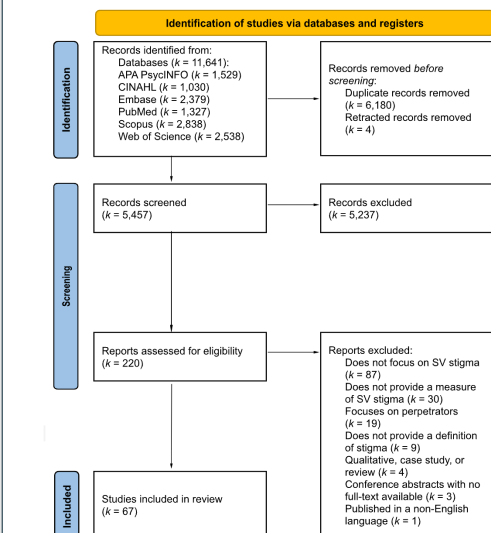 Identification of studies via databases and registers
Identification
Records identified from:
Databases (k = 11,641):
APA PsycINFO (k = 1,529)
CINAHL (k = 1,030)
Embase (k = 2,379)
PubMed (k = 1,327)
Scopus (k = 2,838)
Web of Science (k = 2,538)
Records removed before
screening:
Duplicate records removed
(k = 6,180)
Retracted records removed
(k = 4)
Screening
Records screened
(k = 5,457)
Records excluded
(k = 5,237)
Reports assessed for eligibility
(k = 220)
Reports excluded:
Does not focus on SV stigma
(k = 87)
Does not provide a measure
of SV stigma (k = 30)
Focuses on perpetrators
(k = 19)
Does not provide a definition
of stigma (k = 9)
Qualitative, case study, or
review (k = 4)
Conference abstracts with no
full-text available (k = 3)
Published in a non-English
language (k = 1)
Included
Studies included in review
(k = 67)